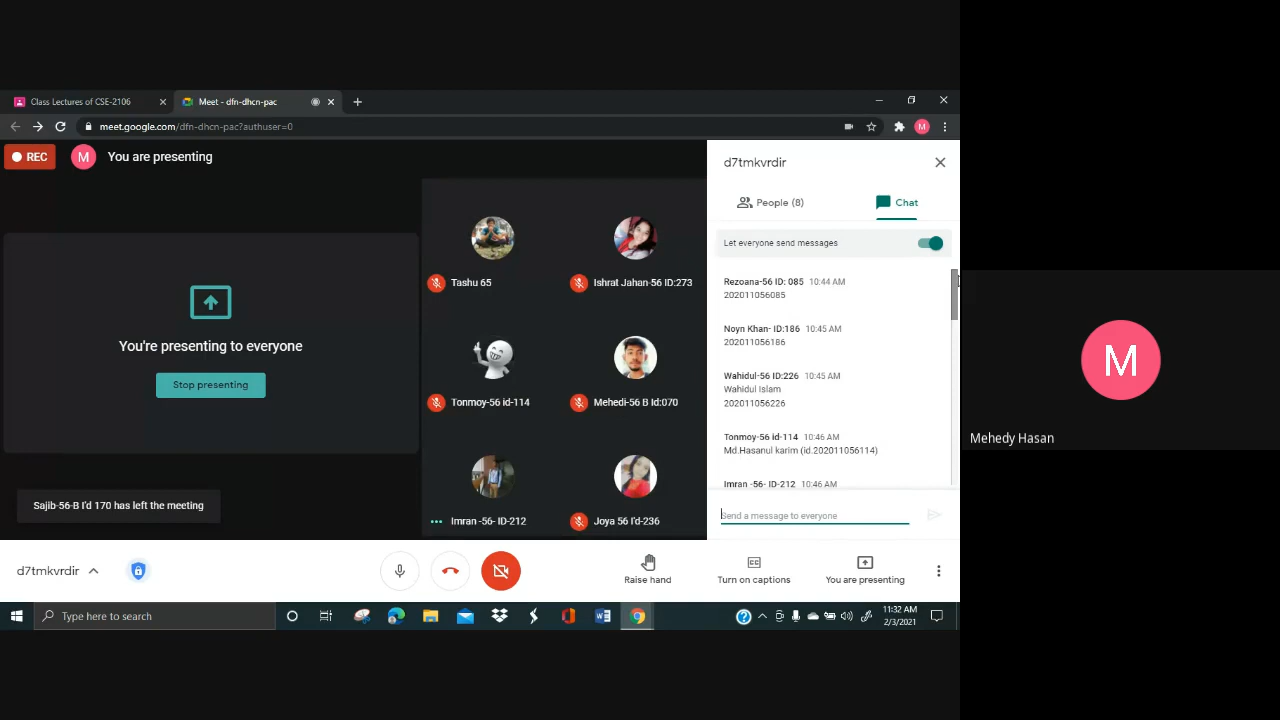 Class Lectures of CSE-2106
Meet - dfn-dhcn-pac
meet.google.com/dfn-dhcn-pac?authuser=0
M
REC
M
You are presenting
d7tmkvrdir
People (8)
Chat
Let everyone send messages
Rezoana-56 ID: 085 10:44 AM
202011056085
Noyn Khan- ID:186 10:45 AM
202011056186
Wahidul-56 ID:226 10:45 AM
Wahidul Islam
202011056226
Tonmoy-56 id-114 10:46 AM
Md.Hasanul karim (id.202011056114)
Imran -56- ID-212 10:46 AM
Send a message to everyone
You're presenting to everyone
Stop presenting
Tashu 65
Ishrat Jahan-56 ID:273
Tonmoy-56 id-114
Mehedi-56 B Id:070
Imran -56- ID-212
Joya 56 I'd-236
Sajib-56-B I'd 170 has left the meeting
d7tmkvrdir
Raise hand
CC
Turn on captions
You are presenting
Type here to search
11:32 AM
2/3/2021
M
Mehedy Hasan